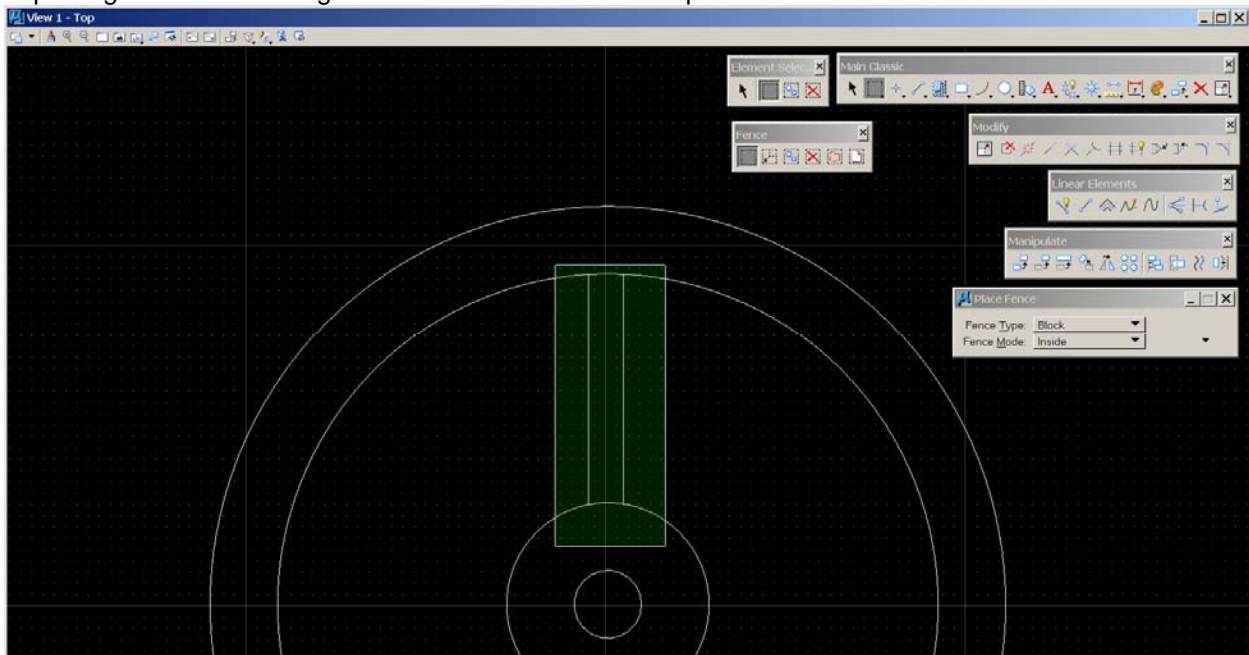 View 1 - Top
Element Selec...
Main Classic
Fence
Modify
Linear Elements
Manipulate
Place Fence
Fence Type: Block
Fence Mode: Inside